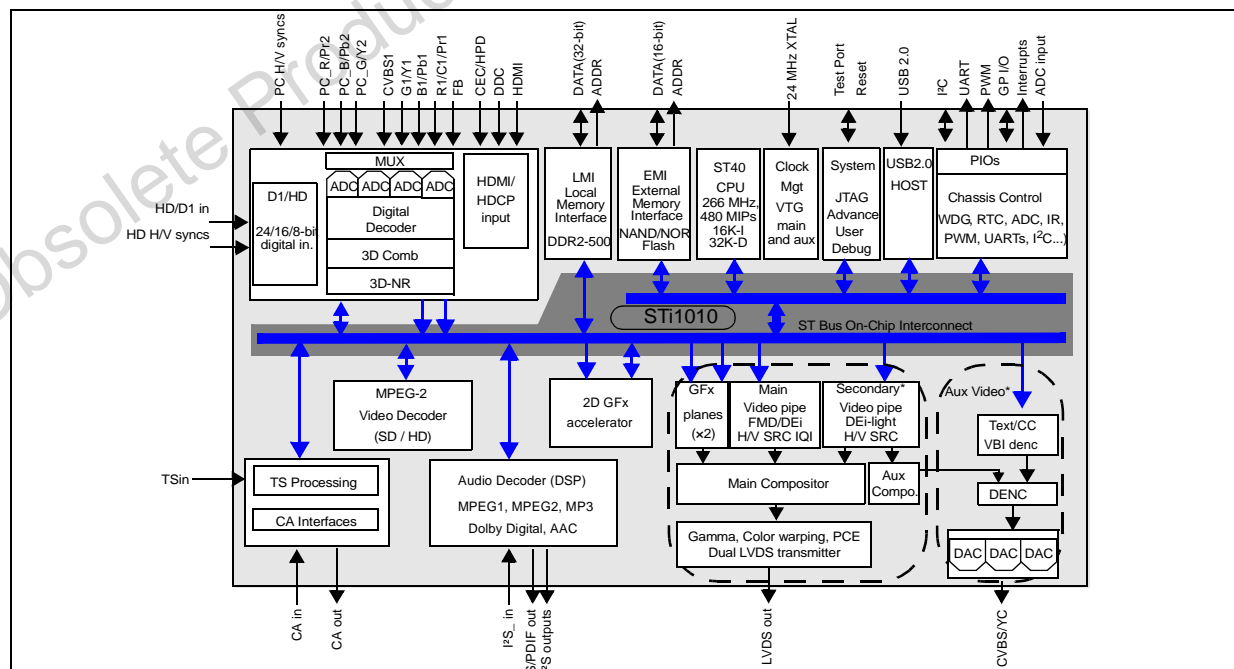 Obsolete Produc
PC H/V syncs
PC_R/Pr2
PC_B/Pb2
PC_G/Y2
CVBS1
G1/Y1
B1/Pb1
R1/C1/Pr1
FB
CEC/HPD
DDC
HDMI
DATA(32-bit)
ADDR
DATA(16-bit)
ADDR
24 MHz XTAL
Test Port
Reset
USB 2.0
I²C
UART
PWM
GP I/O
Interrupts
ADC input
HD/D1 in
HD H/V syncs
D1/HD
24/16/8-bit
digital in.
MUX
ADC
ADC
ADC
ADC
Digital
Decoder
3D Comb
3D-NR
HDMI/
HDCP
input
LMI
Local
Memory
Interface
DDR2-500
EMI
External
Memory
Interface
NAND/NOR
Flash
ST40
CPU
266 MHz,
480 MIPs
16K-I
32K-D
Clock
Mgt
VTG
main
and aux
System
JTAG
Advance
User
Debug
USB2.0
HOST
PIOs
Chassis Control
WDG, RTC, ADC, IR,
PWM, UARTs, I²C...)
STi1010
ST Bus On-Chip Interconnect
MPEG-2
Video Decoder
(SD / HD)
2D GFx
accelerator
GFx
planes
(×2)
Main
Video pipe
FMD/DEi
H/V SRC IQI
Secondary*
Video pipe
DEi-light
H/V SRC
Aux Video*
Text/CC
VBI denc
TSin
TS Processing
CA Interfaces
Audio Decoder (DSP)
MPEG1, MPEG2, MP3
Dolby Digital, AAC
Main Compositor
Aux
Compo.
DENC
Gamma, Color warping, PCE
Dual LVDS transmitter
DAC
DAC
DAC
CA in
CA out
I²S_ in
S/PDIF out
I²S outputs
LVDS out
CVBS/YC